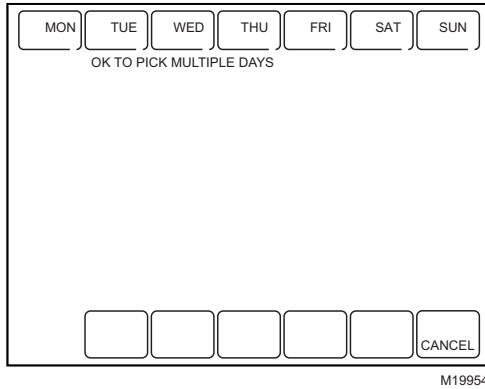 MON TUE WED THU FRI SAT SUN
OK TO PICK MULTIPLE DAYS
CANCEL
M19954